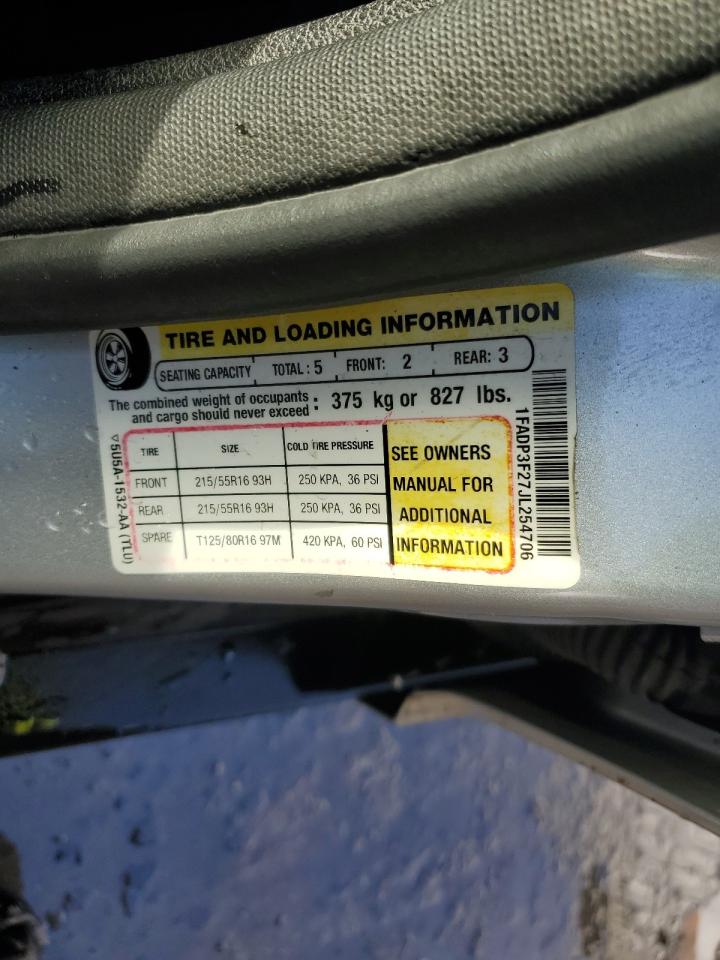 TIRE AND LOADING INFORMATION
SEATING CAPACITY TOTAL : 5 FRONT: 2 REAR: 3
The combined weight of occupants and cargo should never exceed : 375 kg or 827 lbs.
TIRE SIZE COLD TIRE PRESSURE
FRONT 215/55R16 93H 250 KPA, 36 PSI
REAR 215/55R16 93H 250 KPA, 36 PSI
SPARE T125/80R16 97M 420 KPA, 60 PSI
SEE OWNERS
MANUAL FOR
ADDITIONAL
INFORMATION
5U5A-1532-AA (TLU)
1FADP3F27JL254706